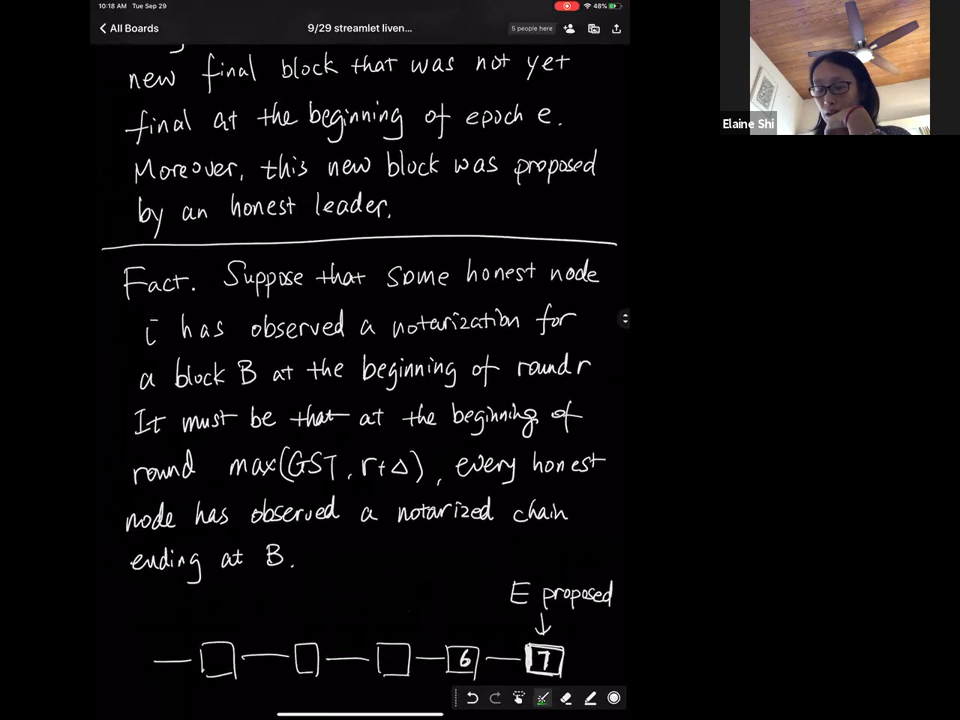 10:18 AM Tue Sep 29
48%
All Boards
9/29 streamlet liven...
5 people here
new final block that was not yet
final at the beginning of epoch e.
Moreover, this new block was proposed
by an honest leader.
Fact. Suppose that some honest node
i has observed a notarization for
a block B at the beginning of round r
It must be that at the beginning of
round max(GST, r+Δ), every honest
node has observed a notarized chain
ending at B.
E proposed
6
7
Elaine Shi